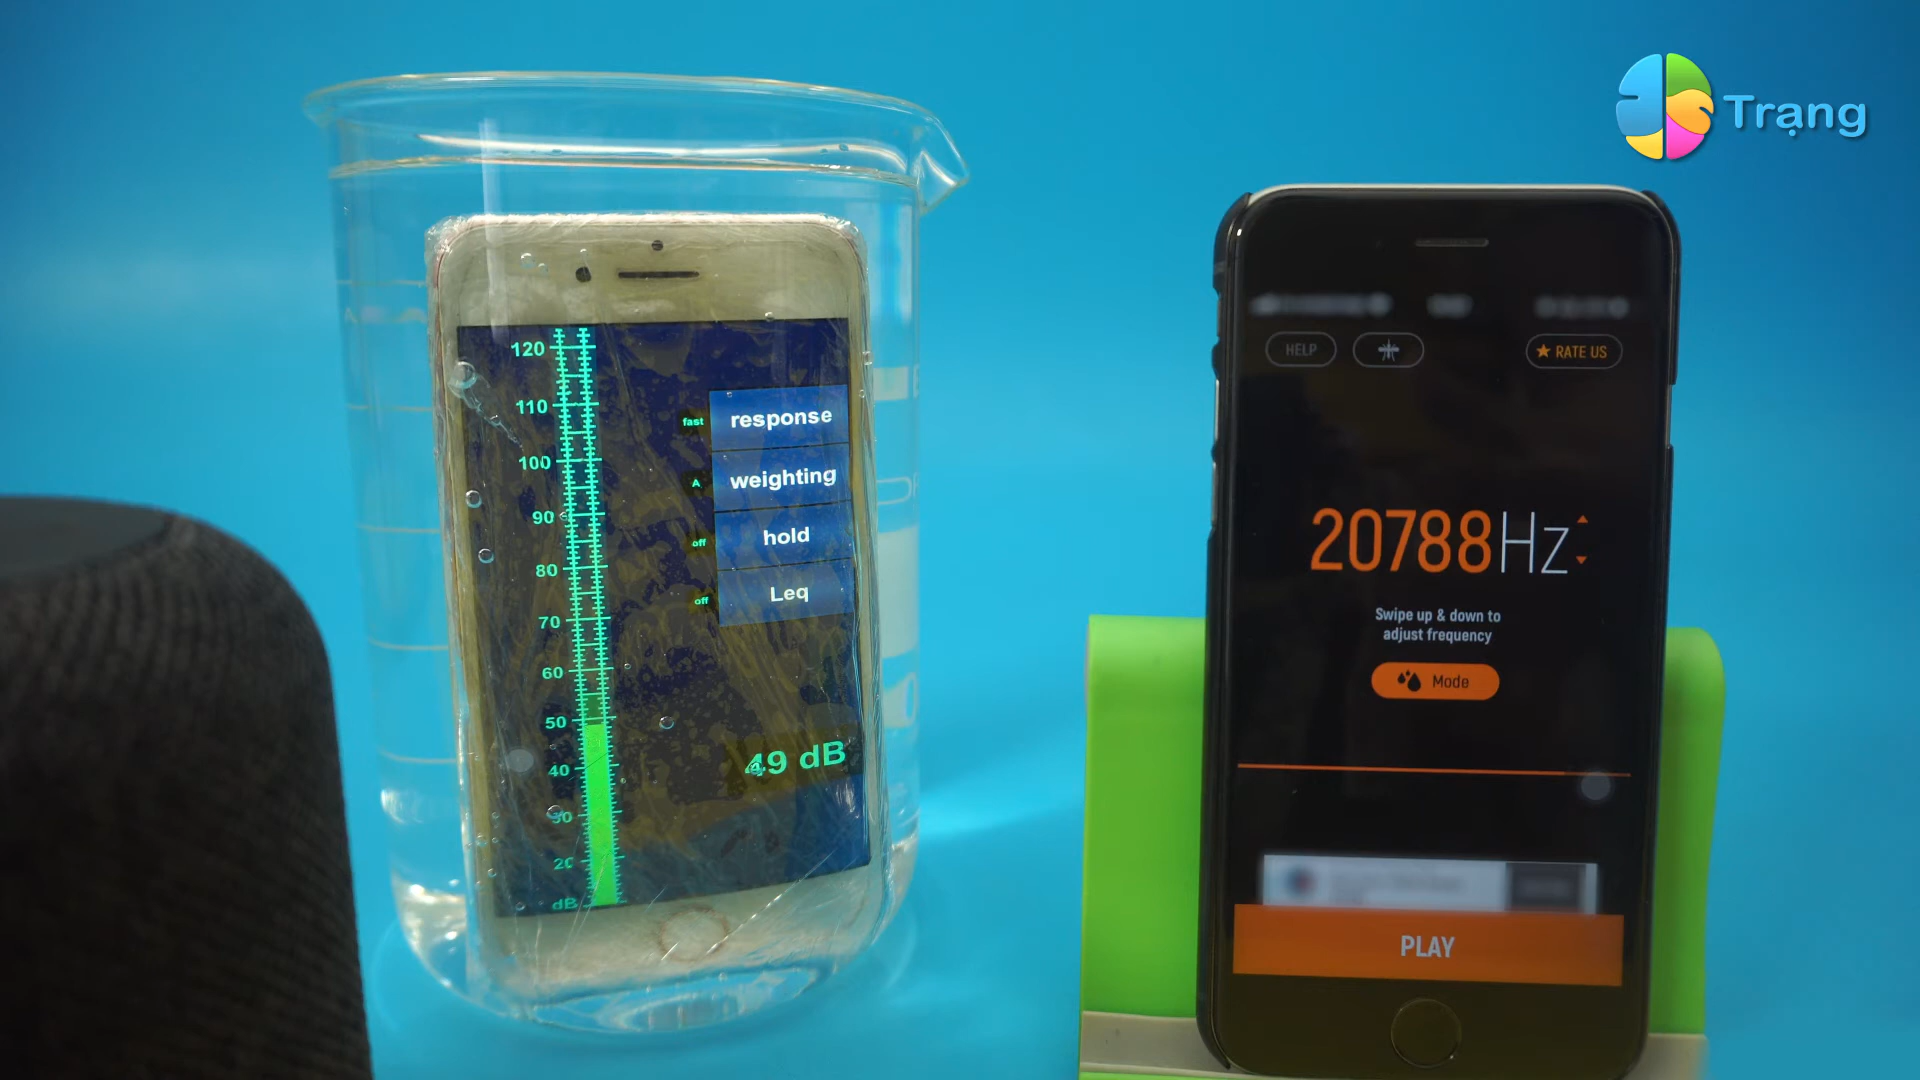 Trạng
120
110
100
90
80
70
60
50
40
30
20
dB
fast
response
A
weighting
off
hold
off
Leq
49 dB
HELP
RATE US
20788Hz
Swipe up & down to
adjust frequency
Mode
PLAY